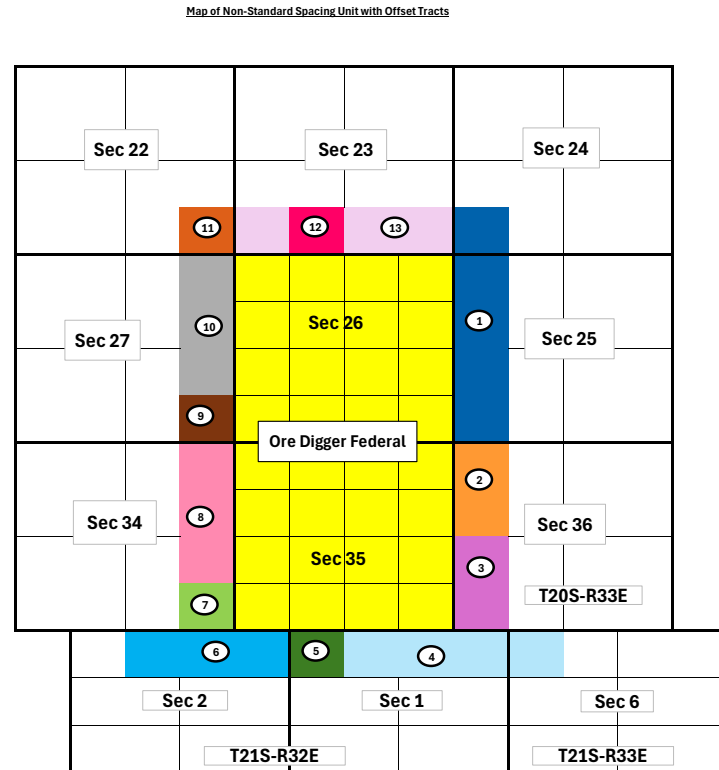 Map of Non-Standard Spacing Unit with Offset Tracts
Sec 22
Sec 23
Sec 24
11
12
13
10
Sec 26
1
Sec 27
Sec 25
9
Ore Digger Federal
2
8
Sec 34
Sec 36
Sec 35
3
7
T20S-R33E
6
5
4
Sec 2
Sec 1
Sec 6
T21S-R32E
T21S-R33E